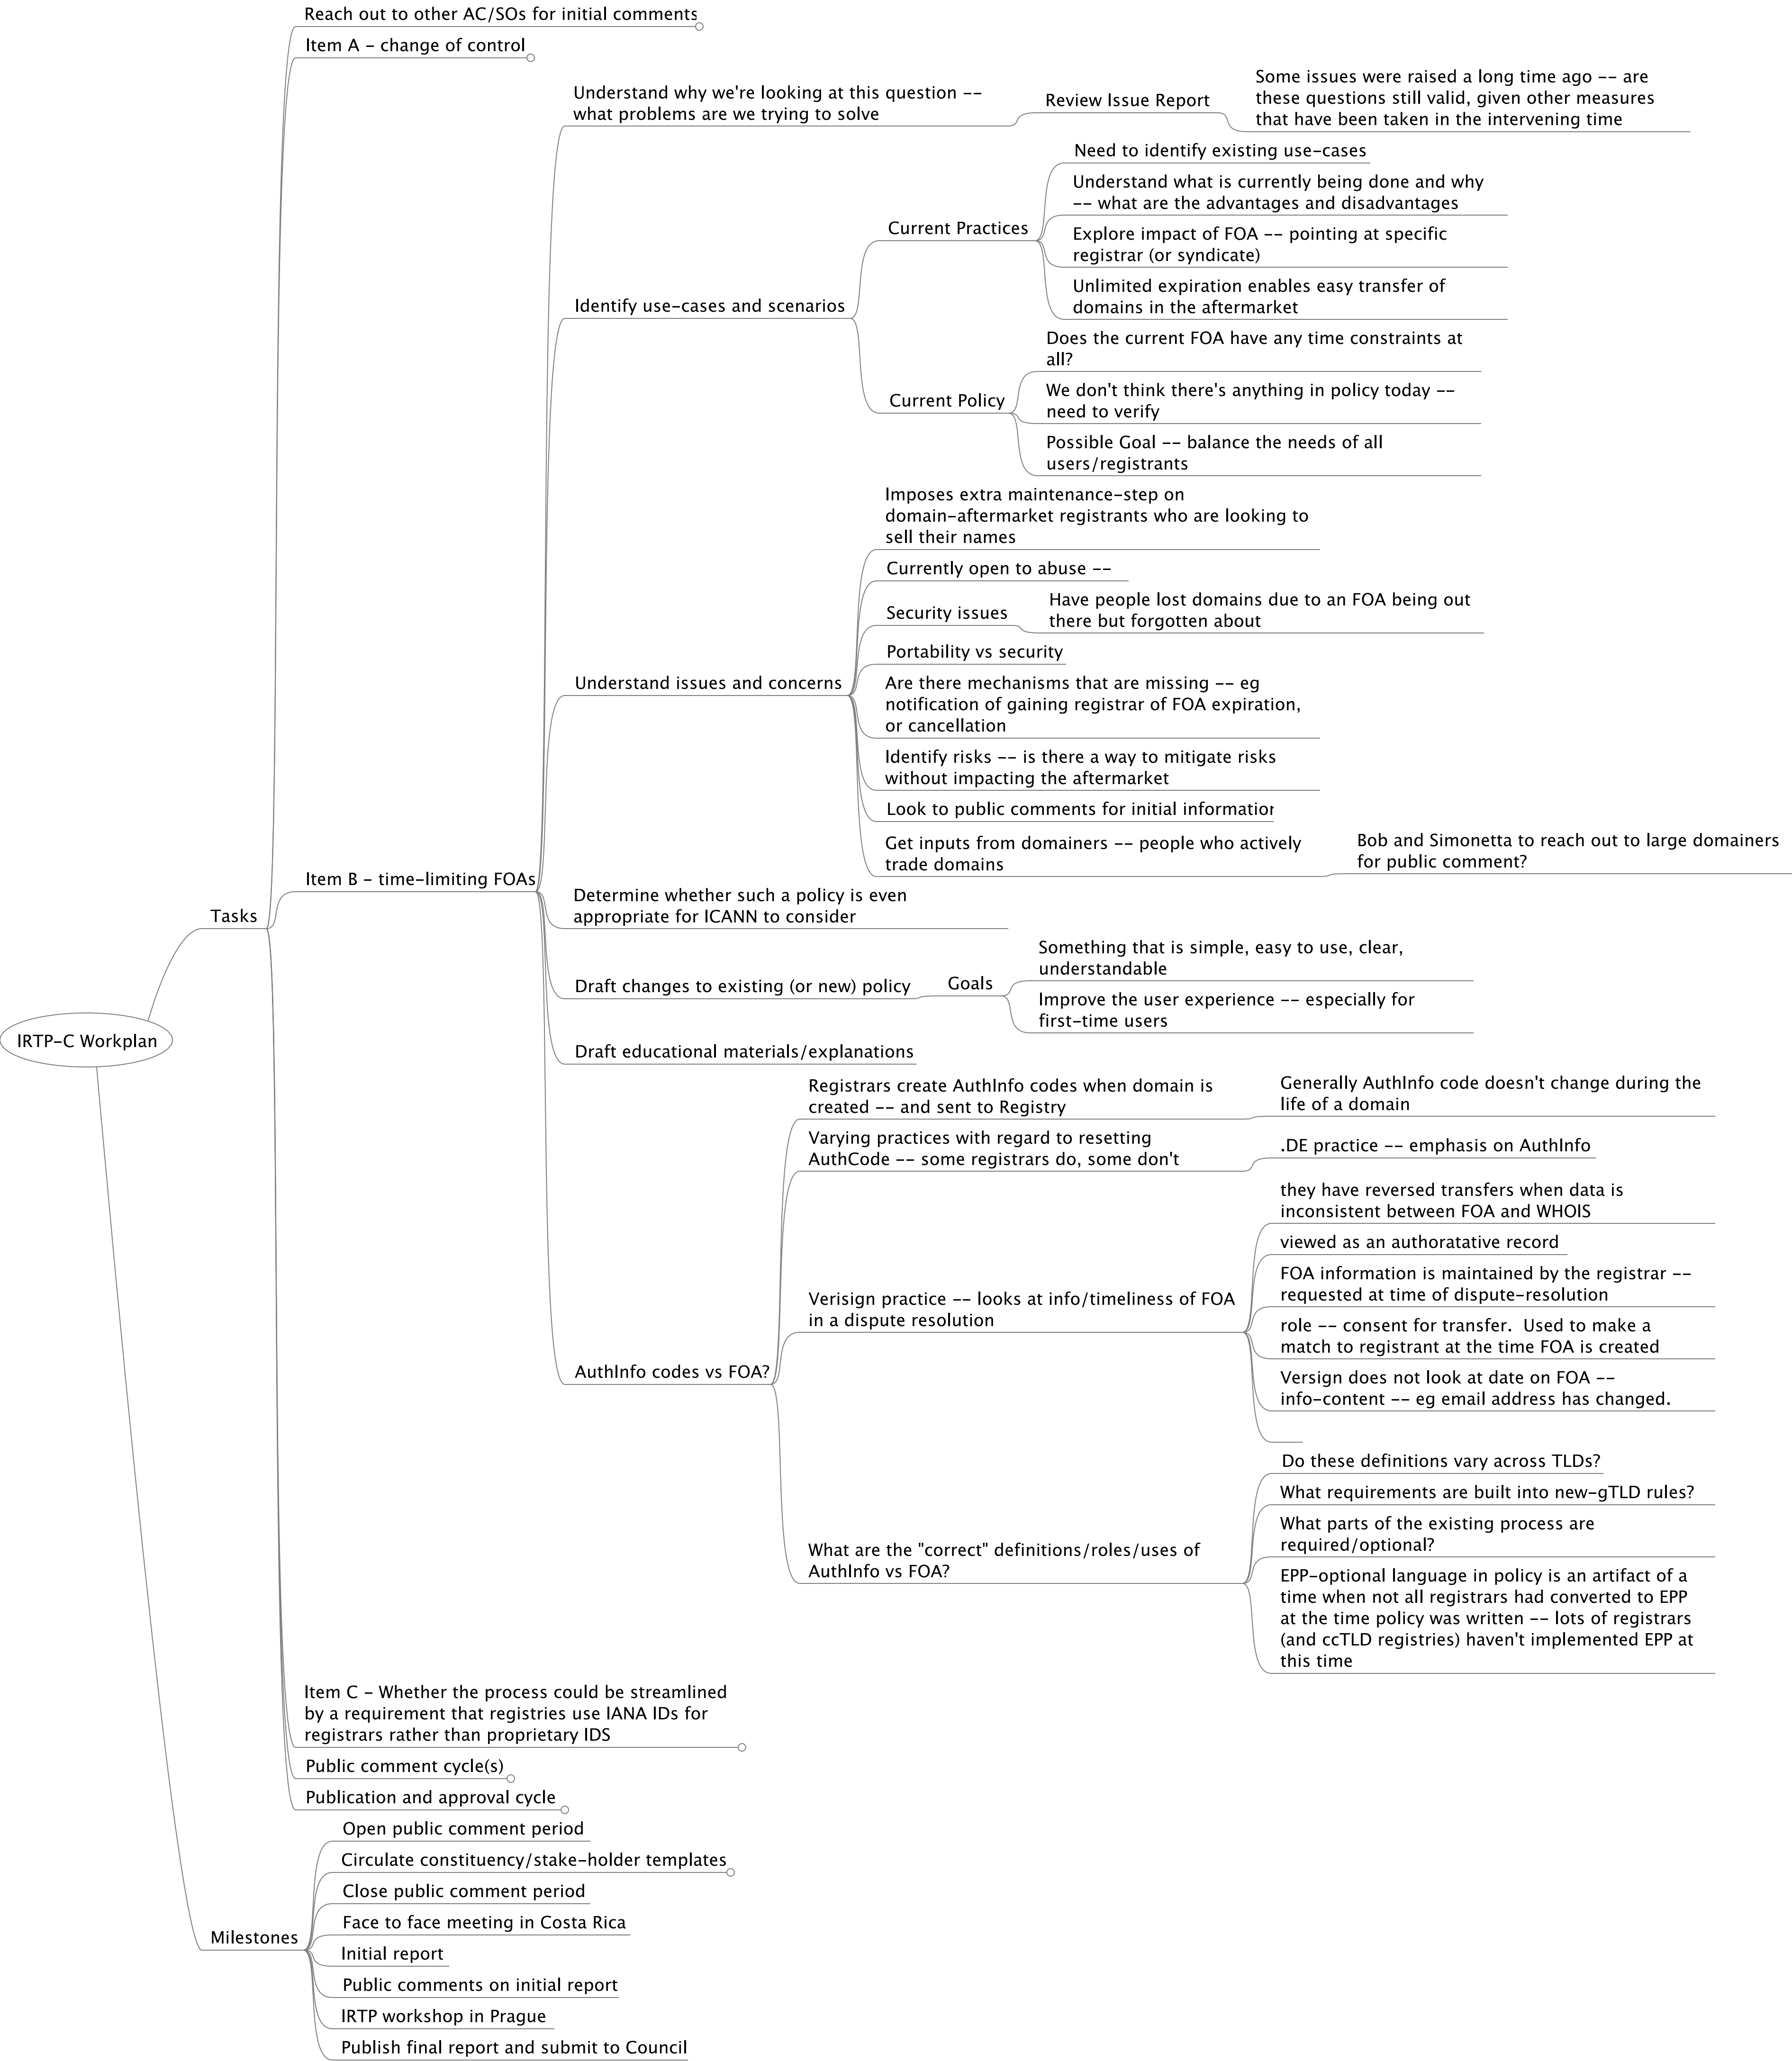 Reach out to other AC/SOs for initial comments
Item A - change of control
Understand why we're looking at this question --
what problems are we trying to solve
Review Issue Report
Some issues were raised a long time ago -- are
these questions still valid, given other measures
that have been taken in the intervening time
Need to identify existing use-cases
Understand what is currently being done and why
-- what are the advantages and disadvantages
Current Practices
Explore impact of FOA -- pointing at specific
registrar (or syndicate)
Unlimited expiration enables easy transfer of
domains in the aftermarket
Identify use-cases and scenarios
Does the current FOA have any time constraints at
all?
Current Policy
We don't think there's anything in policy today --
need to verify
Possible Goal -- balance the needs of all
users/registrants
Imposes extra maintenance-step on
domain-aftermarket registrants who are looking to
sell their names
Currently open to abuse --
Security issues
Have people lost domains due to an FOA being out
there but forgotten about
Portability vs security
Understand issues and concerns
Are there mechanisms that are missing -- eg
notification of gaining registrar of FOA expiration,
or cancellation
Identify risks -- is there a way to mitigate risks
without impacting the aftermarket
Look to public comments for initial information
Get inputs from domainers -- people who actively
trade domains
Bob and Simonetta to reach out to large domainers
for public comment?
Item B - time-limiting FOAs
Determine whether such a policy is even
appropriate for ICANN to consider
Tasks
Draft changes to existing (or new) policy
Goals
Something that is simple, easy to use, clear,
understandable
Improve the user experience -- especially for
first-time users
IRTP-C Workplan
Draft educational materials/explanations
Registrars create AuthInfo codes when domain is
created -- and sent to Registry
Generally AuthInfo code doesn't change during the
life of a domain
Varying practices with regard to resetting
AuthCode -- some registrars do, some don't
.DE practice -- emphasis on AuthInfo
they have reversed transfers when data is
inconsistent between FOA and WHOIS
viewed as an authoratative record
FOA information is maintained by the registrar --
requested at time of dispute-resolution
Verisign practice -- looks at info/timeliness of FOA
in a dispute resolution
role -- consent for transfer.  Used to make a
match to registrant at the time FOA is created
AuthInfo codes vs FOA?
Versign does not look at date on FOA --
info-content -- eg email address has changed.
Do these definitions vary across TLDs?
What requirements are built into new-gTLD rules?
What parts of the existing process are
required/optional?
What are the "correct" definitions/roles/uses of
AuthInfo vs FOA?
EPP-optional language in policy is an artifact of a
time when not all registrars had converted to EPP
at the time policy was written -- lots of registrars
(and ccTLD registries) haven't implemented EPP at
this time
Item C - Whether the process could be streamlined
by a requirement that registries use IANA IDs for
registrars rather than proprietary IDS
Public comment cycle(s)
Publication and approval cycle
Open public comment period
Circulate constituency/stake-holder templates
Close public comment period
Face to face meeting in Costa Rica
Milestones
Initial report
Public comments on initial report
IRTP workshop in Prague
Publish final report and submit to Council